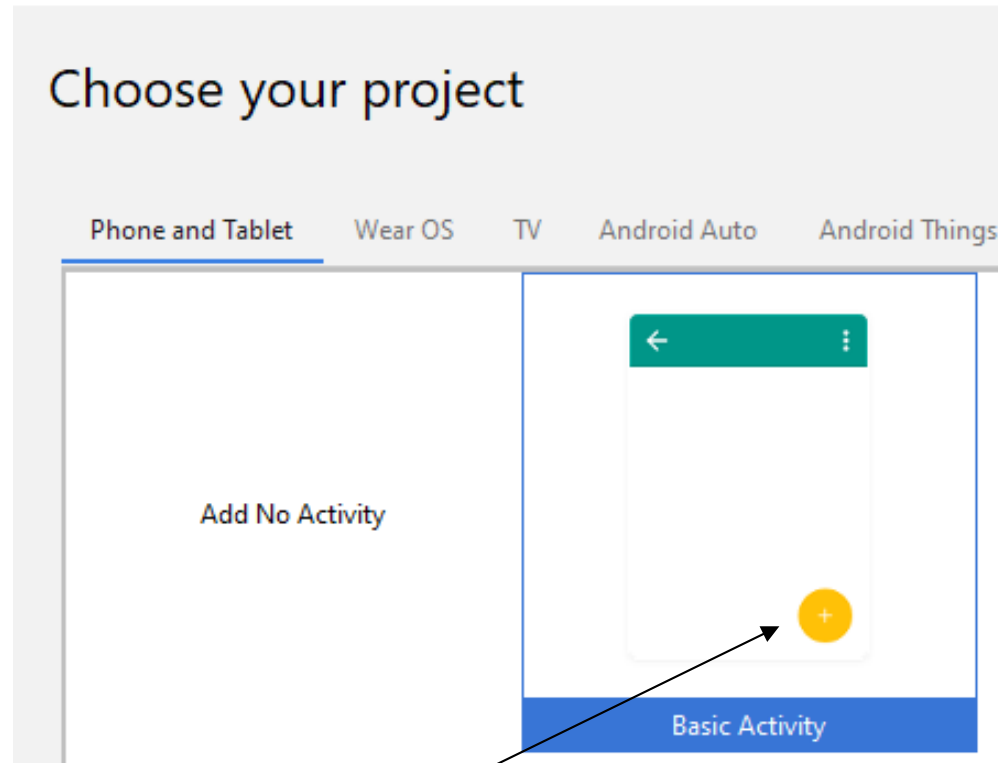 Choose your project
Phone and Tablet Wear OS TV Android Auto Android Things
Add No Activity
+
Basic Activity